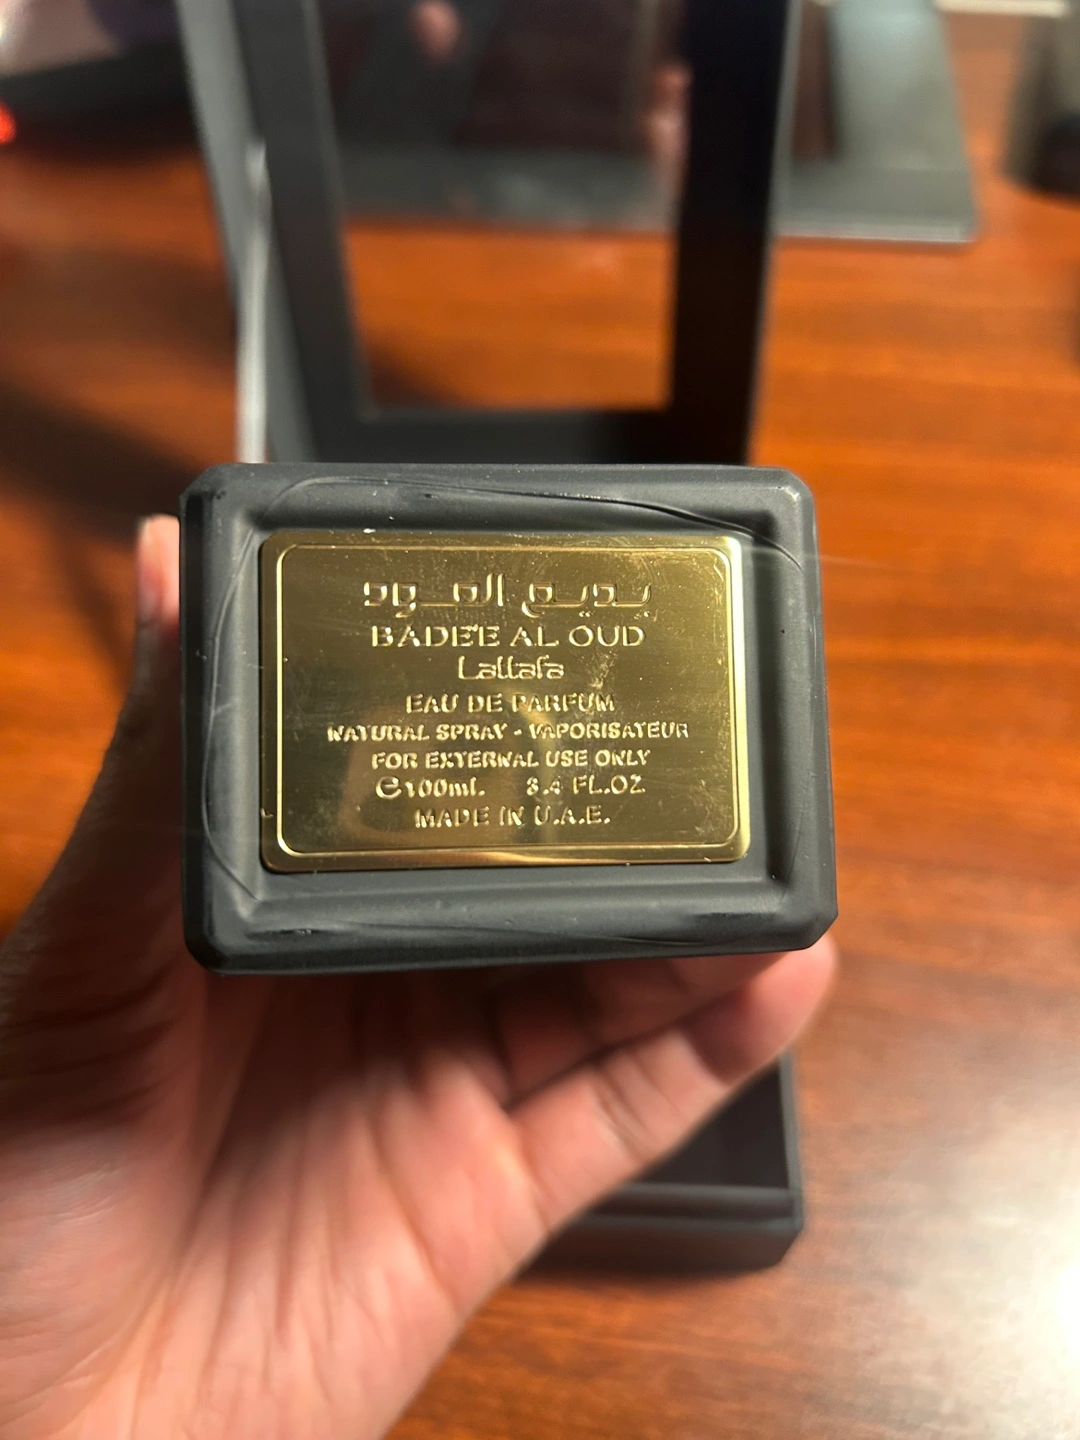 بديع العود
BADE'E AL OUD
Lattafa
EAU DE PARFUM
NATURAL SPRAY - VAPORISATEUR
FOR EXTERNAL USE ONLY
℮100ml. 3.4 FL.OZ
MADE IN U.A.E.